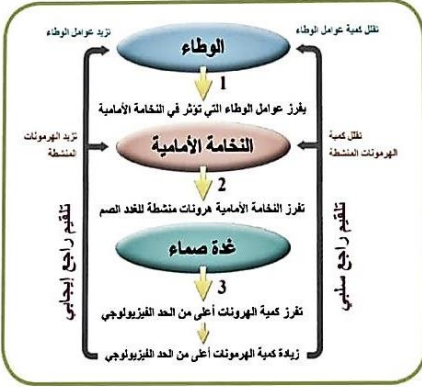 تزيد عوامل الوطاء
الوطاء
تقلل كمية عوامل الوطاء
1
يفرز عوامل الوطاء التي تؤثر في النخامة الأمامية
تزيد الهرمونات
المنشطة
النخامة الأمامية
تقلل كمية
الهرمونات المنشطة
2
تفرز النخامة الأمامية هرونات منشطة للغدد الصم
غدة صماء
3
تفرز كمية الهرونات أعلى من الحد الفيزيولوجي
زيادة كمية الهرمونات أعلى من الحد الفيزيولوجي
تلقيم راجع إيجابي
تلقيم راجع سلبي